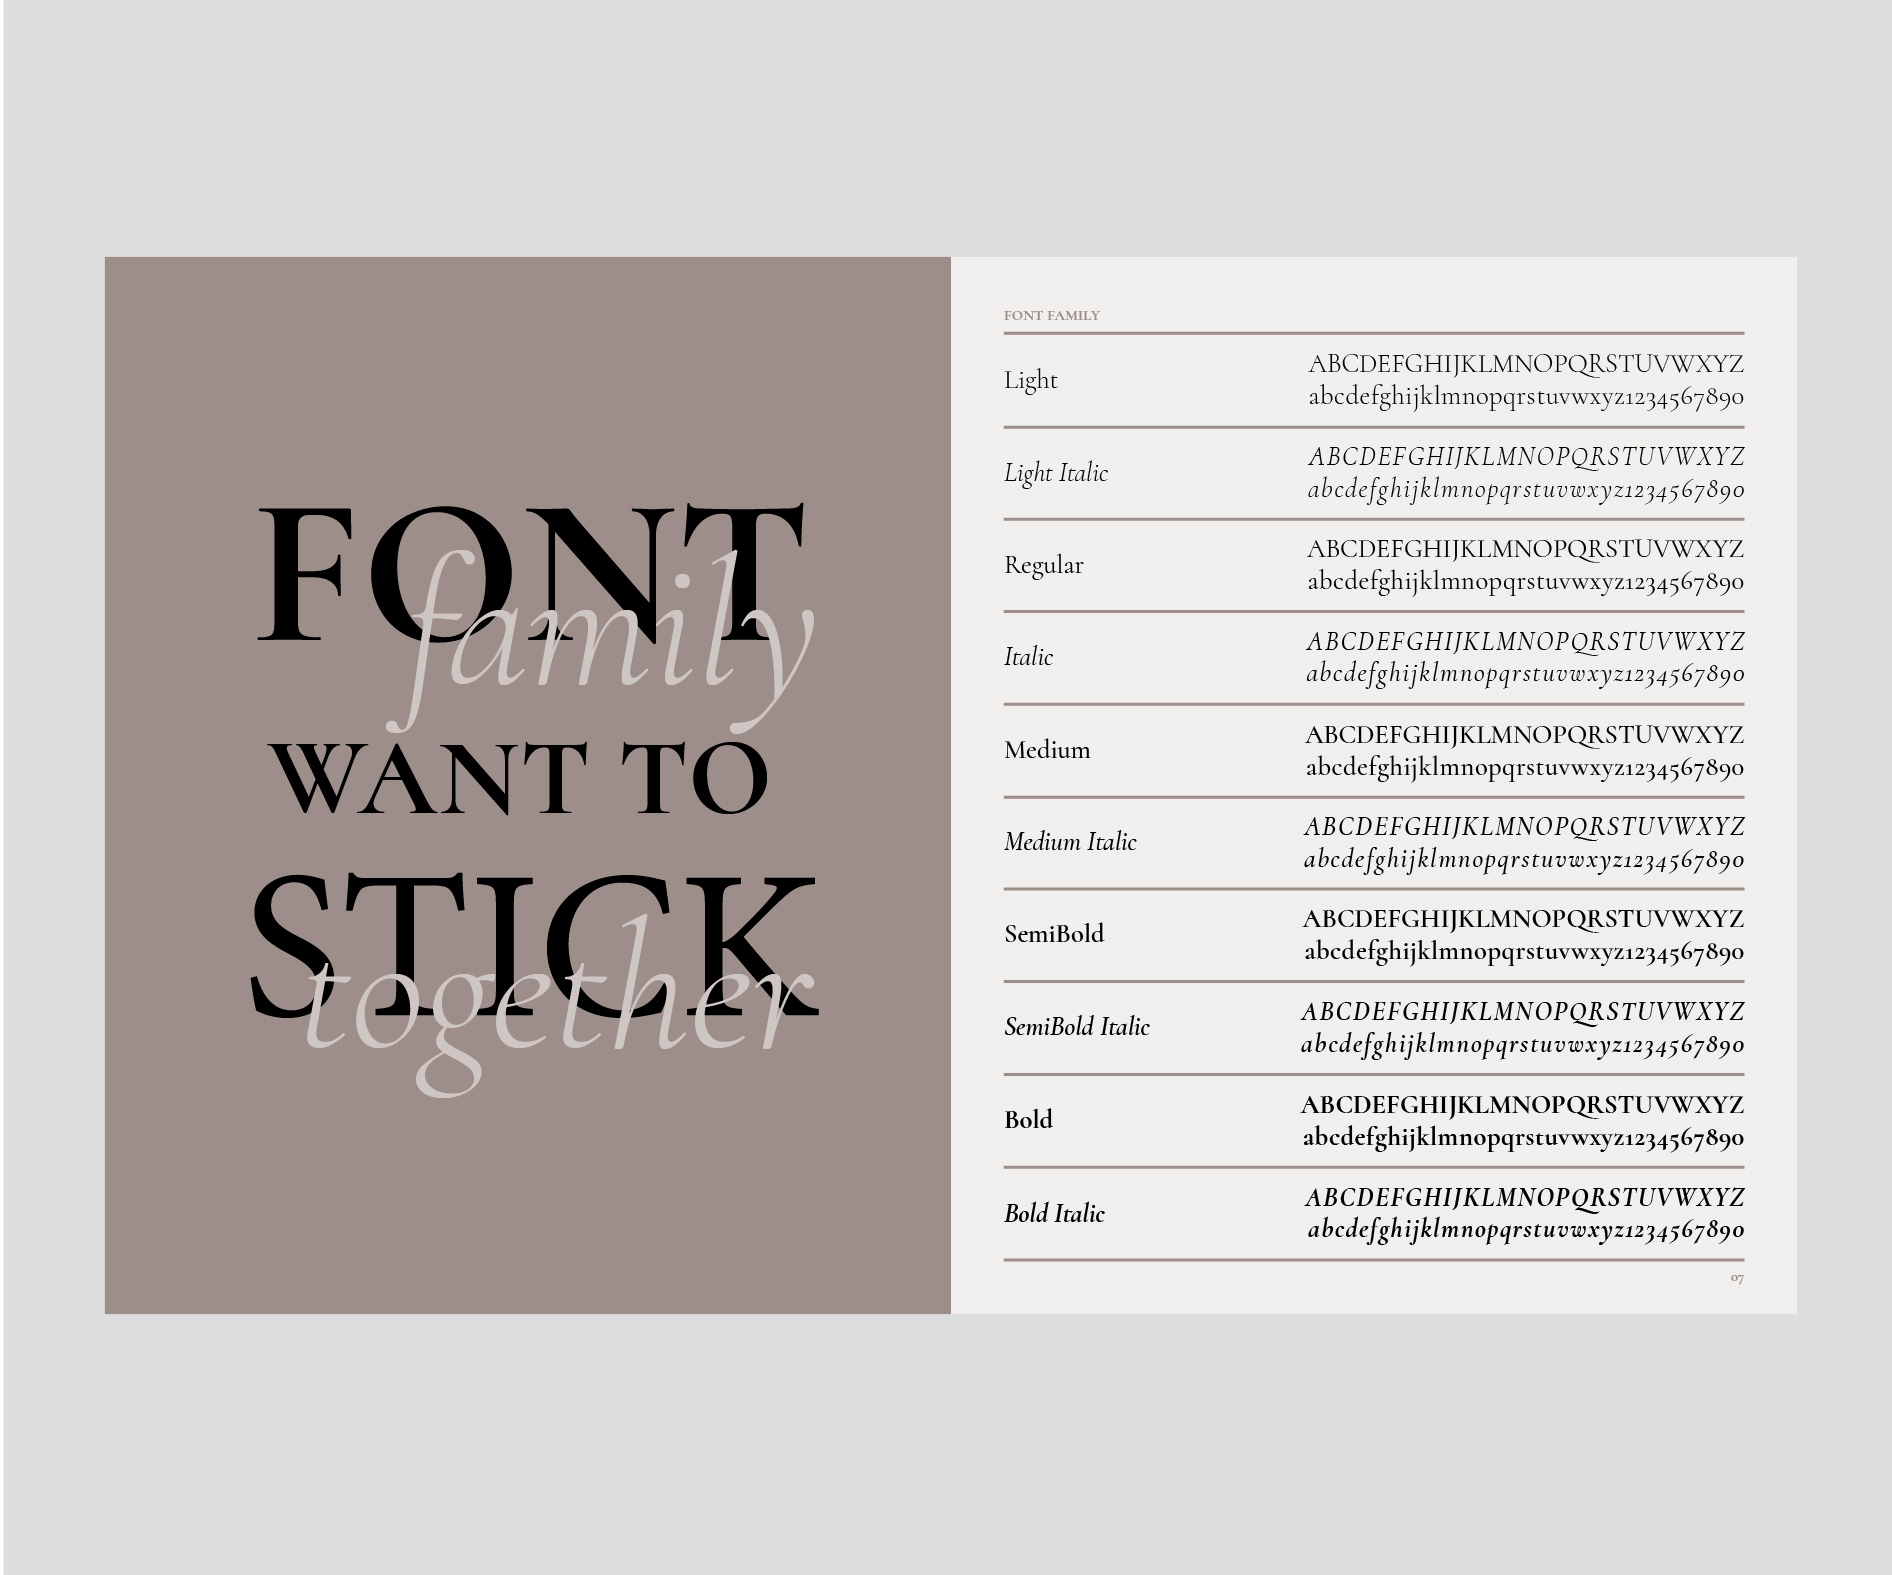 FONT
family
WANT TO
STICK
together
FONT FAMILY
Light
ABCDEFGHIJKLMNOPQRSTUVWXYZ
abcdefghijklmnopqrstuvwxyz1234567890
Light Italic
ABCDEFGHIJKLMNOPQRSTUVWXYZ
abcdefghijklmnopqrstuvwxyz1234567890
Regular
ABCDEFGHIJKLMNOPQRSTUVWXYZ
abcdefghijklmnopqrstuvwxyz1234567890
Italic
ABCDEFGHIJKLMNOPQRSTUVWXYZ
abcdefghijklmnopqrstuvwxyz1234567890
Medium
ABCDEFGHIJKLMNOPQRSTUVWXYZ
abcdefghijklmnopqrstuvwxyz1234567890
Medium Italic
ABCDEFGHIJKLMNOPQRSTUVWXYZ
abcdefghijklmnopqrstuvwxyz1234567890
SemiBold
ABCDEFGHIJKLMNOPQRSTUVWXYZ
abcdefghijklmnopqrstuvwxyz1234567890
SemiBold Italic
ABCDEFGHIJKLMNOPQRSTUVWXYZ
abcdefghijklmnopqrstuvwxyz1234567890
Bold
ABCDEFGHIJKLMNOPQRSTUVWXYZ
abcdefghijklmnopqrstuvwxyz1234567890
Bold Italic
ABCDEFGHIJKLMNOPQRSTUVWXYZ
abcdefghijklmnopqrstuvwxyz1234567890
07